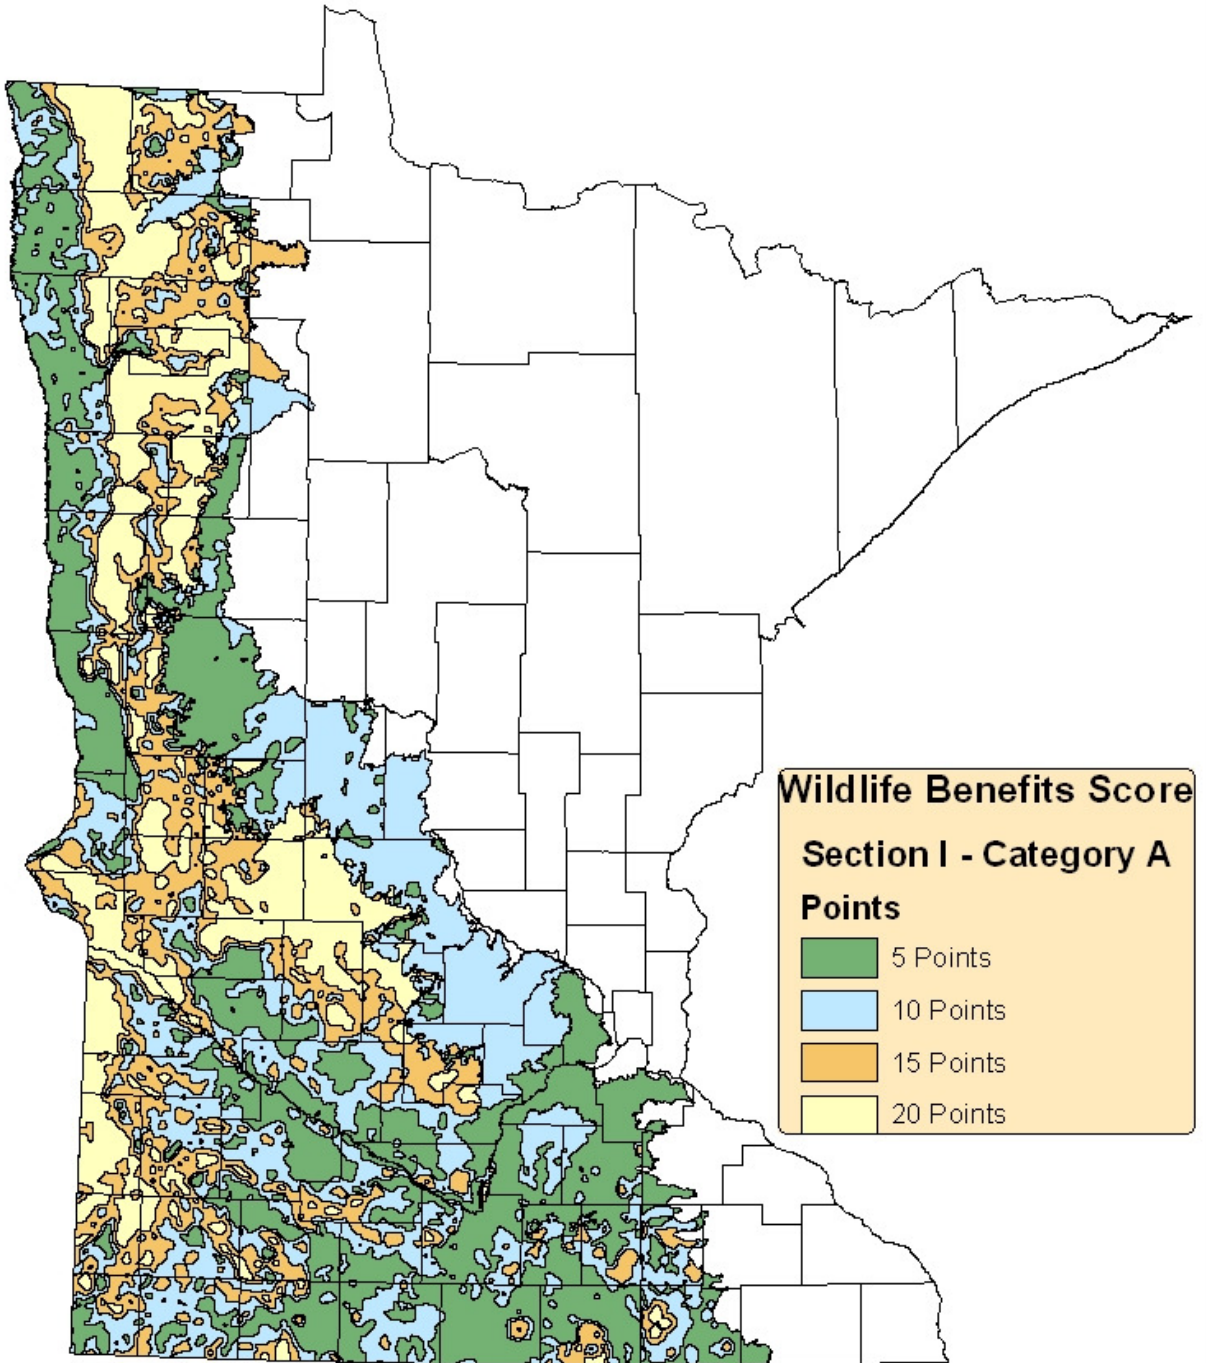 Wildlife Benefits Score
Section I - Category A
Points
5 Points
10 Points
15 Points
20 Points